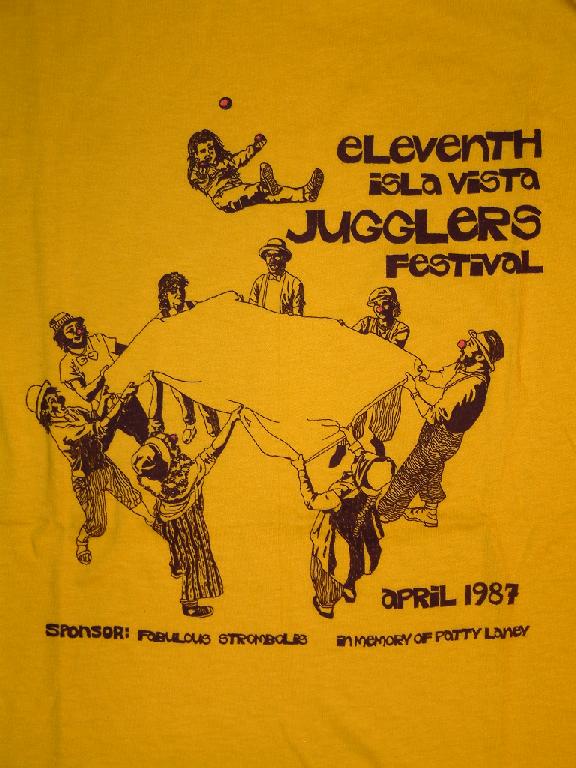 eLeveNTH
isLa VisTa
JUGGLeRS
FesTivaL
apRiL 1987
SPONSOR: FaBULOUS STROMBOLIS
iN MeMORY OF PaTTY LaNeY